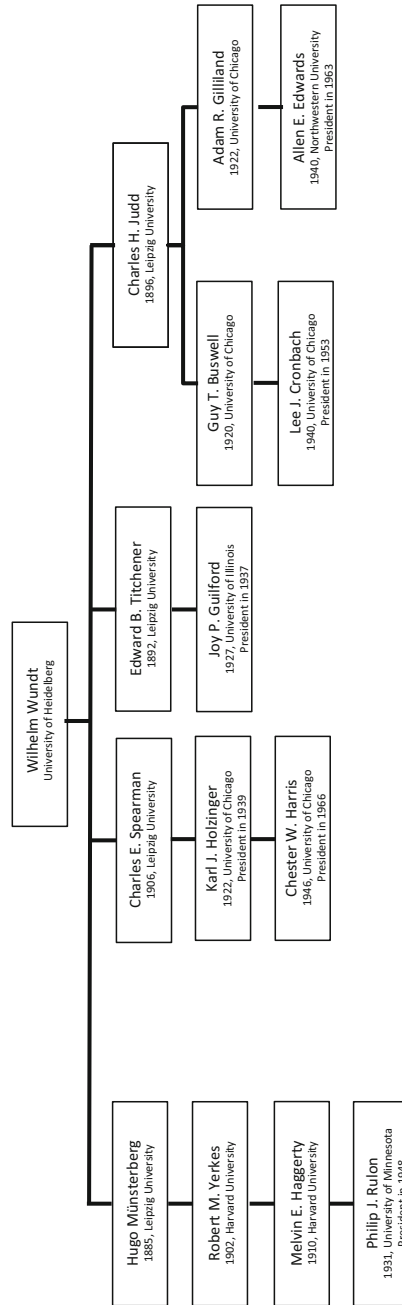 Wilhelm Wundt
University of Heidelberg
Hugo Münsterberg
1885, Leipzig University
Charles E. Spearman
1906, Leipzig University
Edward B. Titchener
1892, Leipzig University
Charles H. Judd
1896, Leipzig University
Robert M. Yerkes
1902, Harvard University
Karl J. Holzinger
1922, University of Chicago
President in 1939
Joy P. Guilford
1927, University of Illinois
President in 1937
Guy T. Buswell
1920, University of Chicago
Adam R. Gilliland
1922, University of Chicago
Melvin E. Haggerty
1910, Harvard University
Chester W. Harris
1946, University of Chicago
President in 1966
Lee J. Cronbach
1940, University of Chicago
President in 1953
Allen E. Edwards
1940, Northwestern University
President in 1963
Philip J. Rulon
1931, University of Minnesota
President in 1948